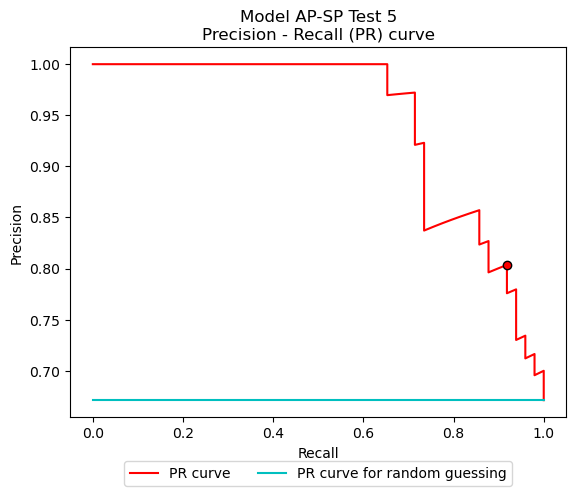 Model AP-SP Test 5
Precision - Recall (PR) curve
1.00
0.95
0.90
0.85
0.80
0.75
0.70
Precision
0.0 0.2 0.4 0.6 0.8 1.0
Recall
PR curve PR curve for random guessing